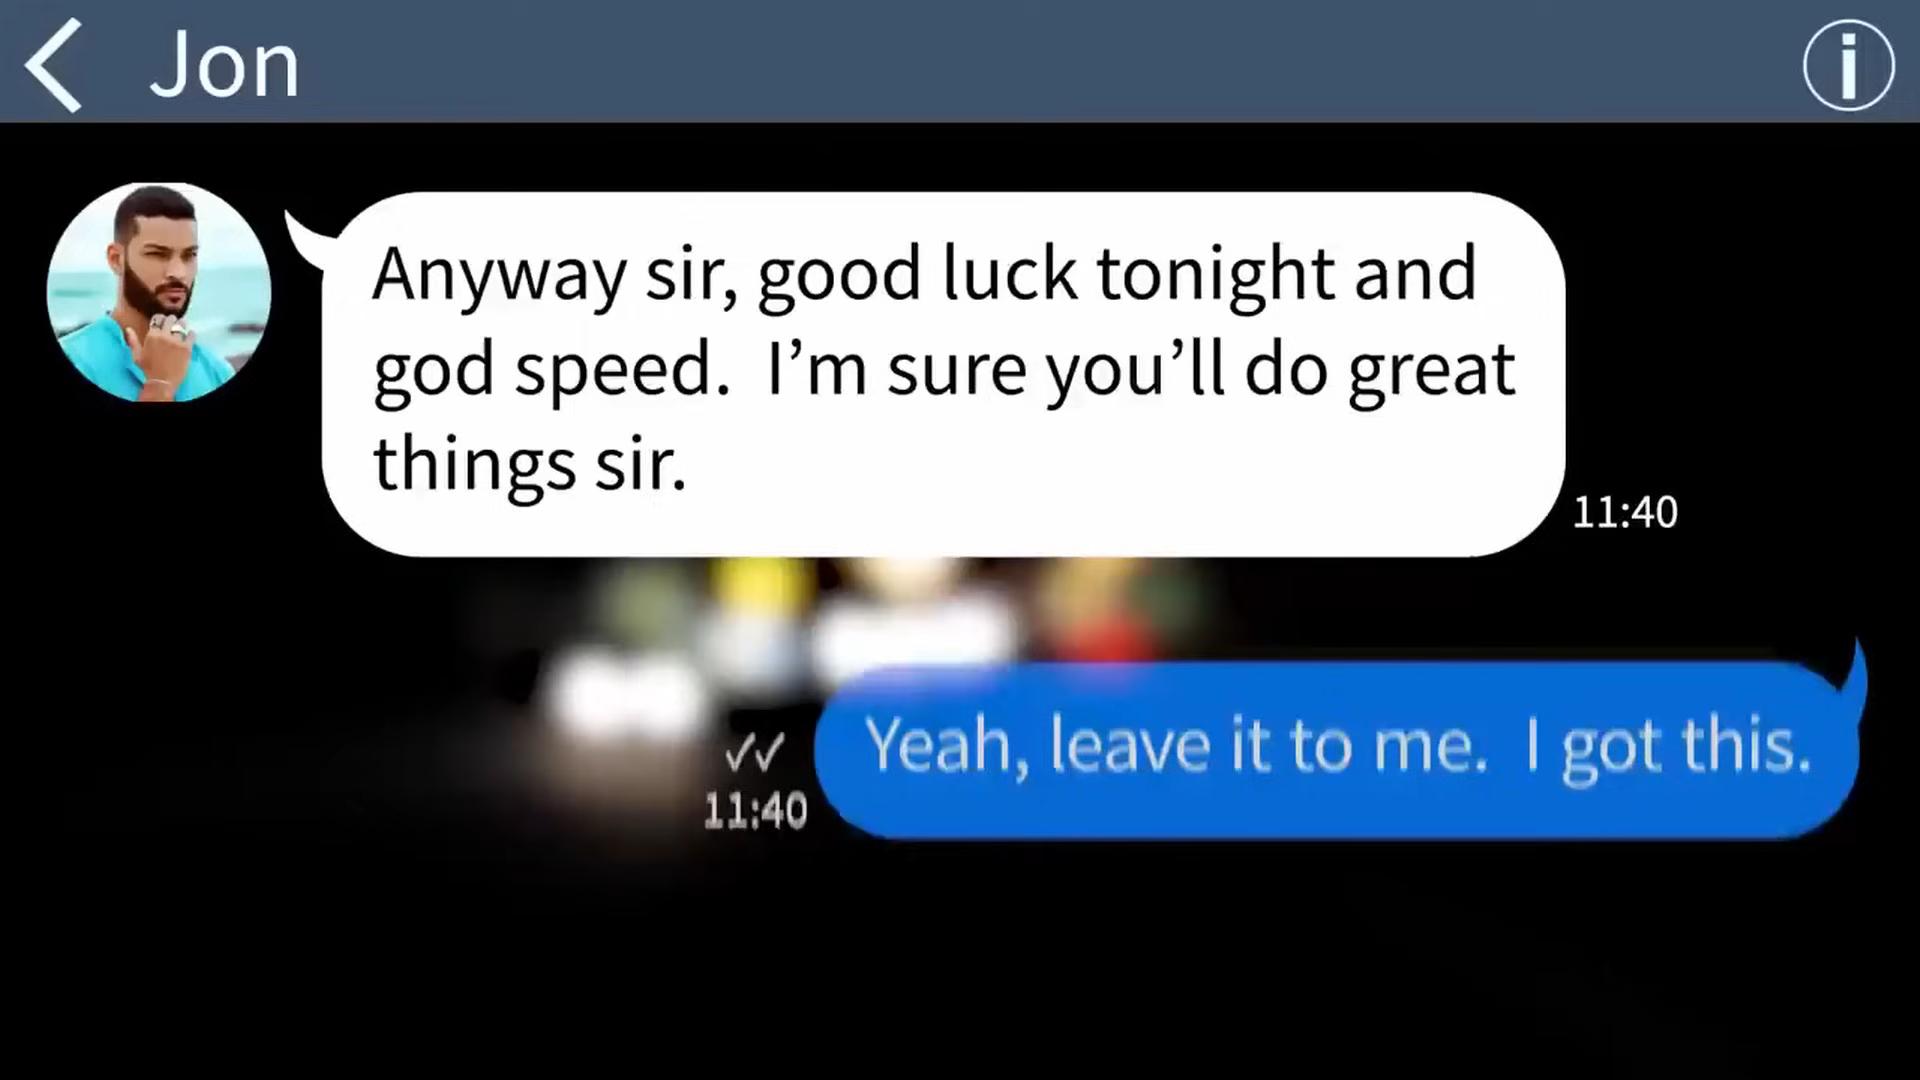 Jon
Anyway sir, good luck tonight and
god speed.  I’m sure you’ll do great
things sir.
11:40
Yeah, leave it to me.  I got this.
11:40